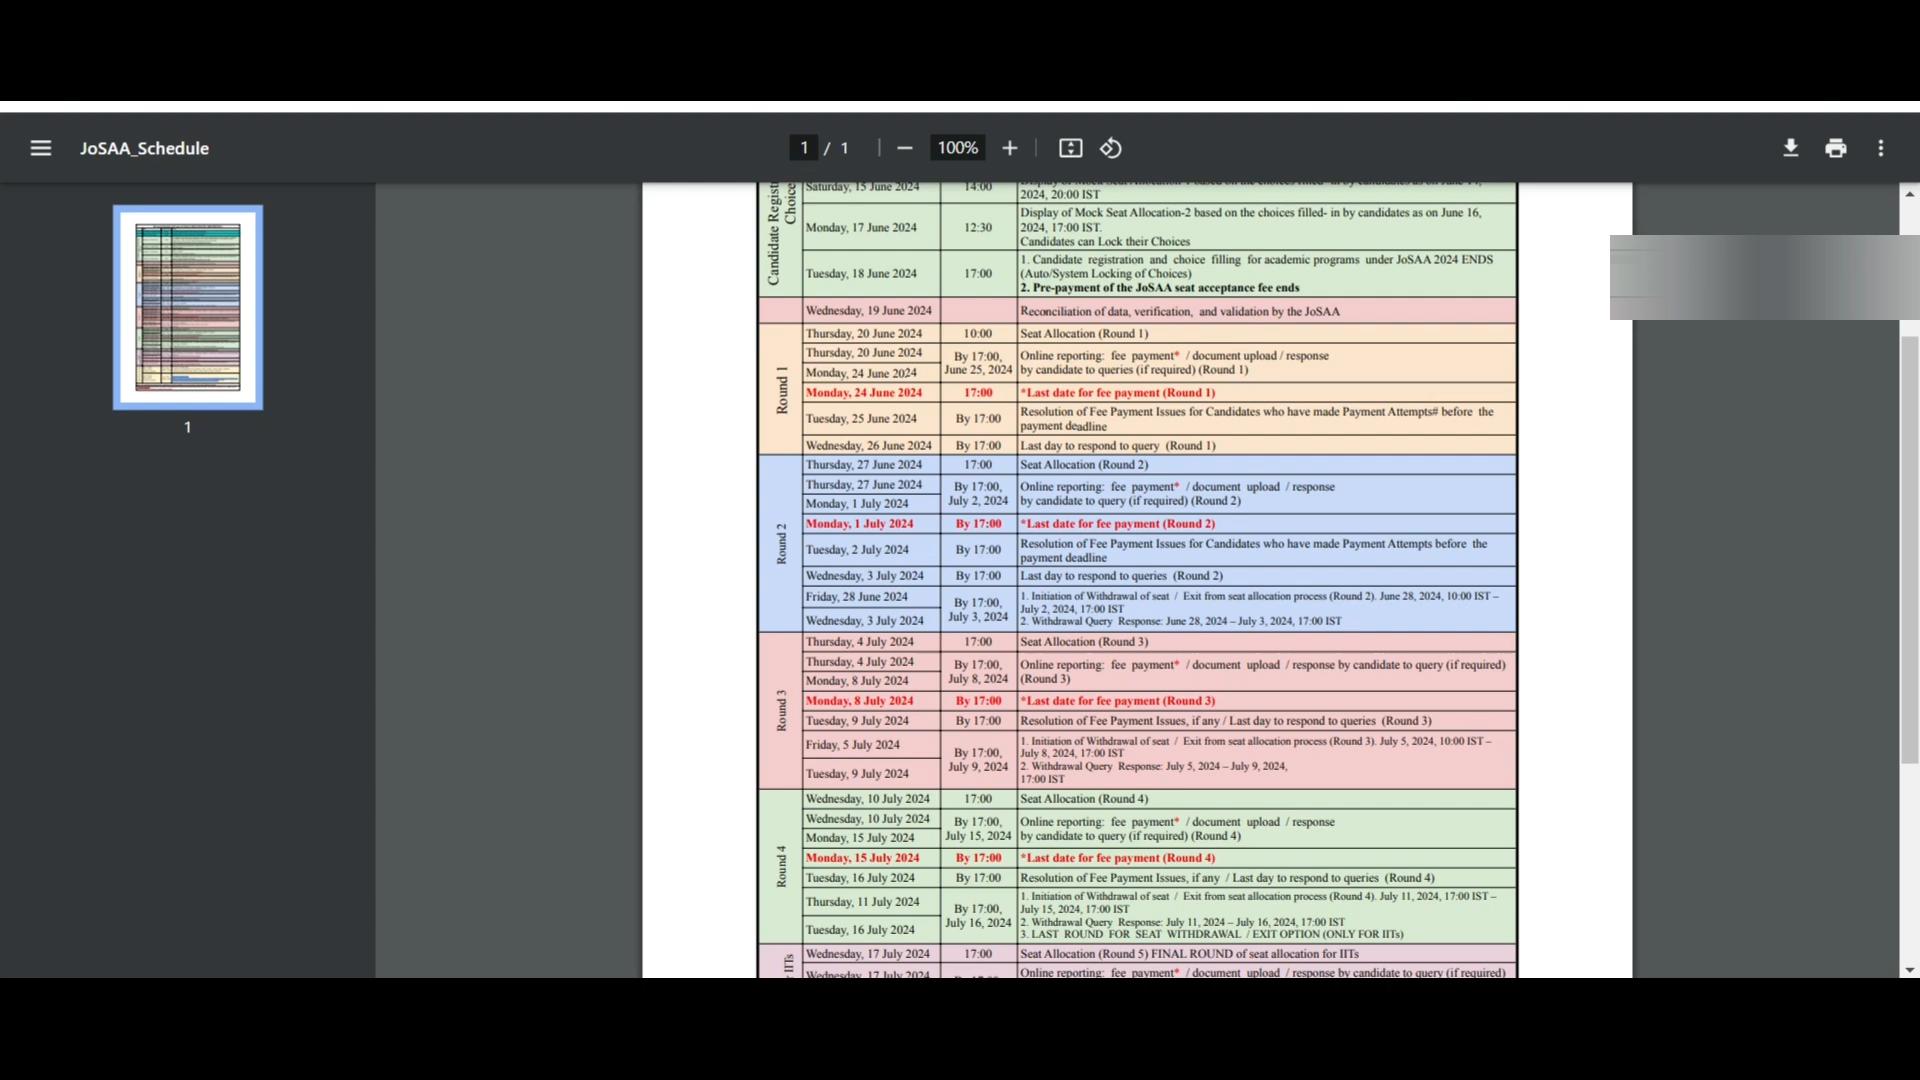 JoSAA_Schedule
1 / 1
100%
1
Candidate Regist
Choice
Saturday, 15 June 2024 14:00
2024, 20:00 IST
Monday, 17 June 2024 12:30 Display of Mock Seat Allocation-2 based on the choices filled- in by candidates as on June 16,
2024, 17:00 IST.
Candidates can Lock their Choices
Tuesday, 18 June 2024 17:00 1. Candidate registration and choice filling for academic programs under JoSAA 2024 ENDS
(Auto/System Locking of Choices)
2. Pre-payment of the JoSAA seat acceptance fee ends
Wednesday, 19 June 2024 Reconciliation of data, verification, and validation by the JoSAA
Round 1
Thursday, 20 June 2024 10:00 Seat Allocation (Round 1)
Thursday, 20 June 2024 By 17:00, Online reporting: fee payment* / document upload / response
Monday, 24 June 2024 June 25, 2024 by candidate to queries (if required) (Round 1)
Monday, 24 June 2024 17:00 *Last date for fee payment (Round 1)
Tuesday, 25 June 2024 By 17:00 Resolution of Fee Payment Issues for Candidates who have made Payment Attempts# before the
payment deadline
Wednesday, 26 June 2024 By 17:00 Last day to respond to query (Round 1)
Round 2
Thursday, 27 June 2024 17:00 Seat Allocation (Round 2)
Thursday, 27 June 2024 By 17:00, Online reporting: fee payment* / document upload / response
Monday, 1 July 2024 July 2, 2024 by candidate to query (if required) (Round 2)
Monday, 1 July 2024 By 17:00 *Last date for fee payment (Round 2)
Tuesday, 2 July 2024 By 17:00 Resolution of Fee Payment Issues for Candidates who have made Payment Attempts before the
payment deadline
Wednesday, 3 July 2024 By 17:00 Last day to respond to queries (Round 2)
Friday, 28 June 2024 By 17:00, 1. Initiation of Withdrawal of seat / Exit from seat allocation process (Round 2). June 28, 2024, 10:00 IST –
July 2, 2024, 17:00 IST
Wednesday, 3 July 2024 July 3, 2024 2. Withdrawal Query Response: June 28, 2024 – July 3, 2024, 17:00 IST
Round 3
Thursday, 4 July 2024 17:00 Seat Allocation (Round 3)
Thursday, 4 July 2024 By 17:00, Online reporting: fee payment* / document upload / response by candidate to query (if required)
Monday, 8 July 2024 July 8, 2024 (Round 3)
Monday, 8 July 2024 By 17:00 *Last date for fee payment (Round 3)
Tuesday, 9 July 2024 By 17:00 Resolution of Fee Payment Issues, if any / Last day to respond to queries (Round 3)
Friday, 5 July 2024 By 17:00, 1. Initiation of Withdrawal of seat / Exit from seat allocation process (Round 3). July 5, 2024, 10:00 IST –
July 8, 2024, 17:00 IST
Tuesday, 9 July 2024 July 9, 2024 2. Withdrawal Query Response: July 5, 2024 – July 9, 2024,
17:00 IST
Round 4
Wednesday, 10 July 2024 17:00 Seat Allocation (Round 4)
Wednesday, 10 July 2024 By 17:00, Online reporting: fee payment* / document upload / response
Monday, 15 July 2024 July 15, 2024 by candidate to query (if required) (Round 4)
Monday, 15 July 2024 By 17:00 *Last date for fee payment (Round 4)
Tuesday, 16 July 2024 By 17:00 Resolution of Fee Payment Issues, if any / Last day to respond to queries (Round 4)
Thursday, 11 July 2024 By 17:00, 1. Initiation of Withdrawal of seat / Exit from seat allocation process (Round 4). July 11, 2024, 17:00 IST –
July 15, 2024, 17:00 IST
Tuesday, 16 July 2024 July 16, 2024 2. Withdrawal Query Response: July 11, 2024 – July 16, 2024, 17:00 IST
3. LAST ROUND FOR SEAT WITHDRAWAL / EXIT OPTION (ONLY FOR IITs)
IITs
Wednesday, 17 July 2024 17:00 Seat Allocation (Round 5) FINAL ROUND of seat allocation for IITs
Wednesday, 17 July 2024 Online reporting: fee payment* / document upload / response by candidate to query (if required)